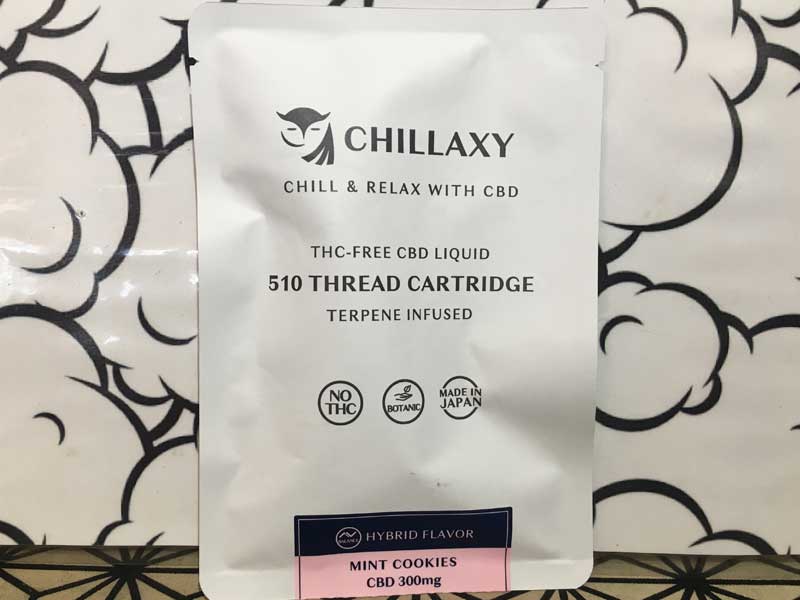 CHILLAXY
CHILL & RELAX WITH CBD
THC-FREE CBD LIQUID
510 THREAD CARTRIDGE
TERPENE INFUSED
NO
THC
BOTANIC
MADE IN
JAPAN
BALANCE
HYBRID FLAVOR
MINT COOKIES
CBD 300mg